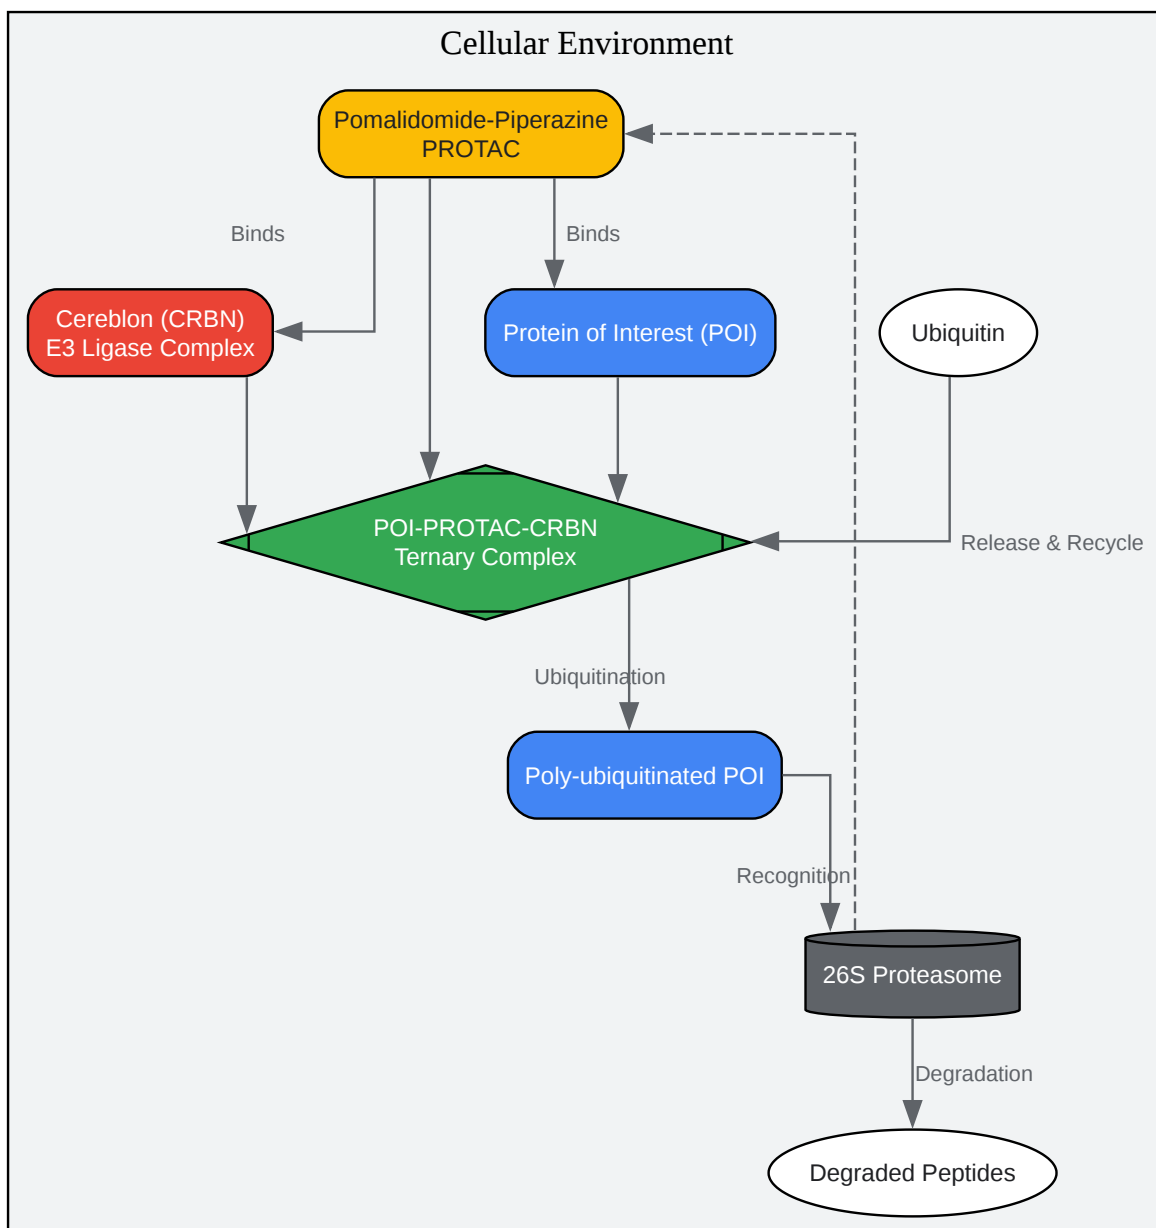 Cellular Environment
Pomalidomide-Piperazine
PROTAC
Binds
Binds
Cereblon (CRBN)
E3 Ligase Complex
Protein of Interest (POI)
Ubiquitin
POI-PROTAC-CRBN
Ternary Complex
Release & Recycle
Ubiquitination
Poly-ubiquitinated POI
Recognition
26S Proteasome
Degradation
Degraded Peptides